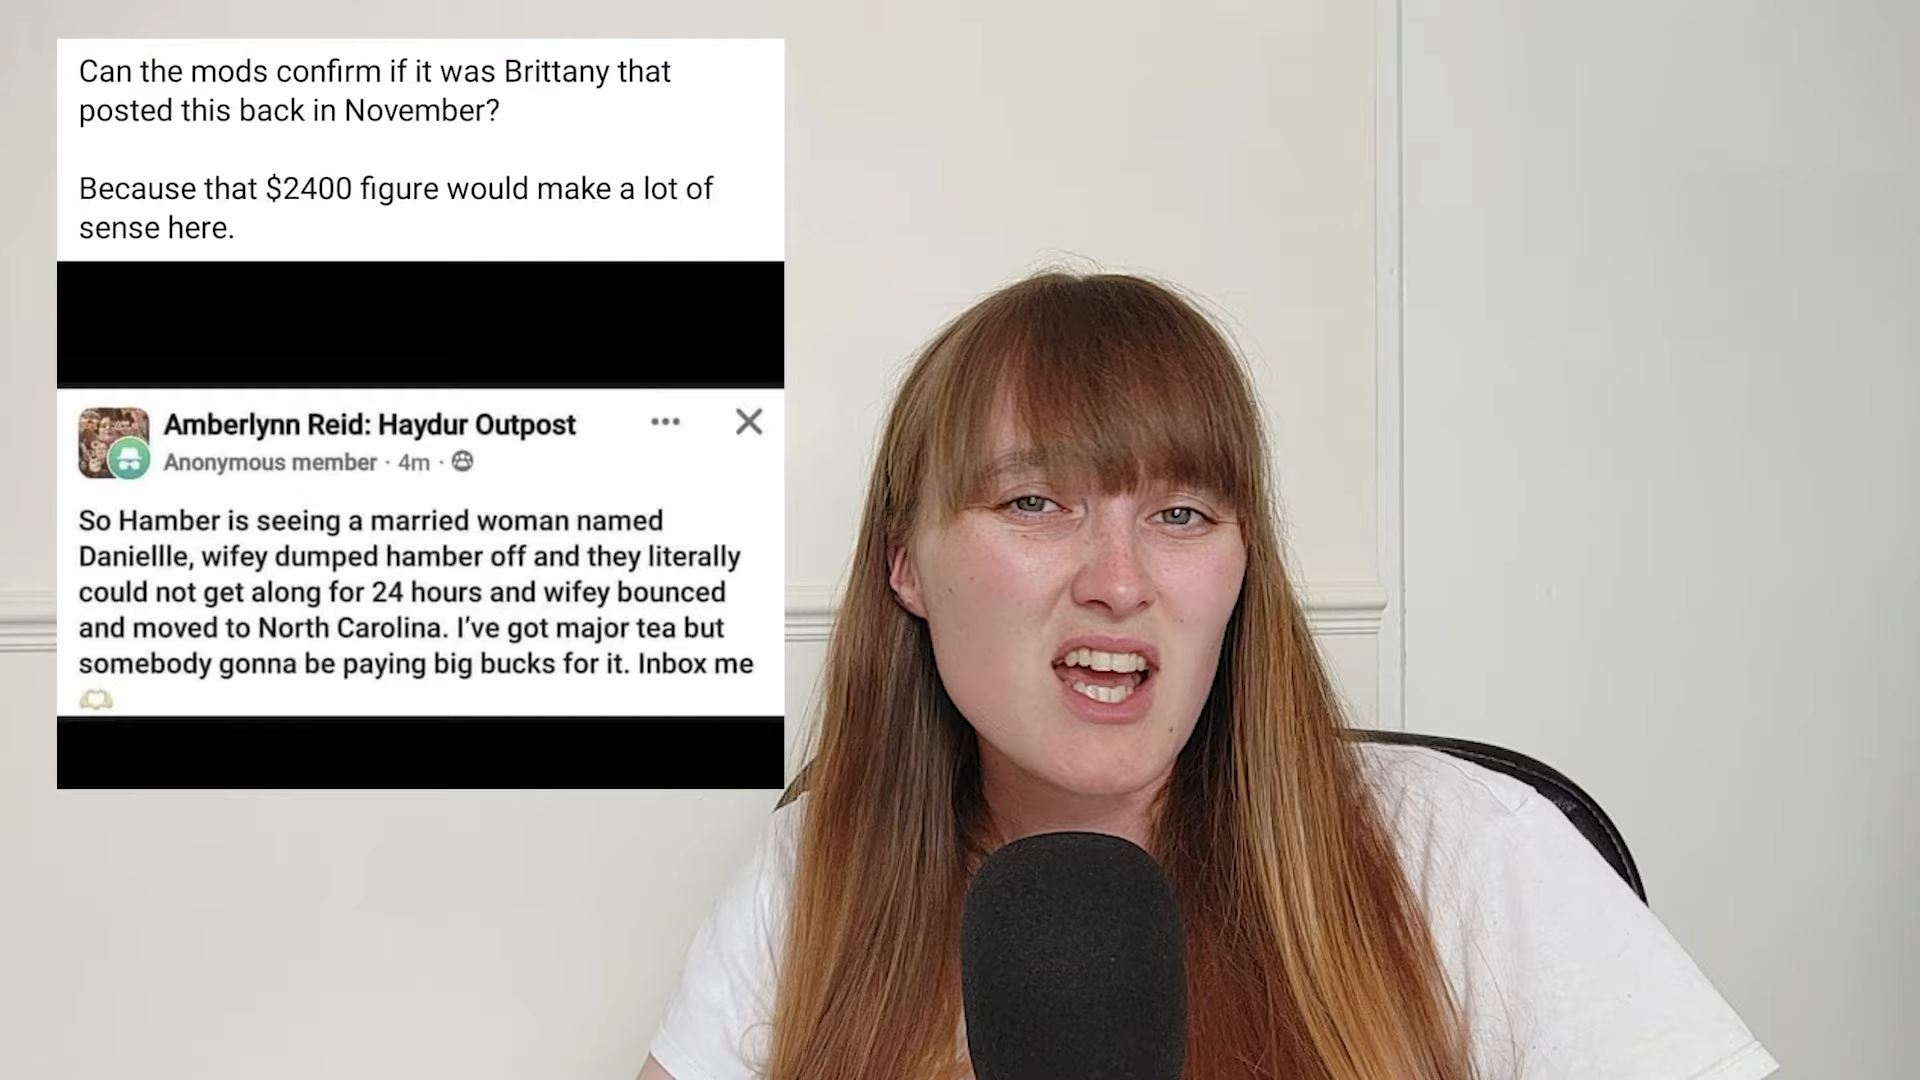 Can the mods confirm if it was Brittany that
posted this back in November?
Because that $2400 figure would make a lot of
sense here.
Amberlynn Reid: Haydur Outpost
Anonymous member · 4m ·
So Hamber is seeing a married woman named
Daniellle, wifey dumped hamber off and they literally
could not get along for 24 hours and wifey bounced
and moved to North Carolina. I've got major tea but
somebody gonna be paying big bucks for it. Inbox me